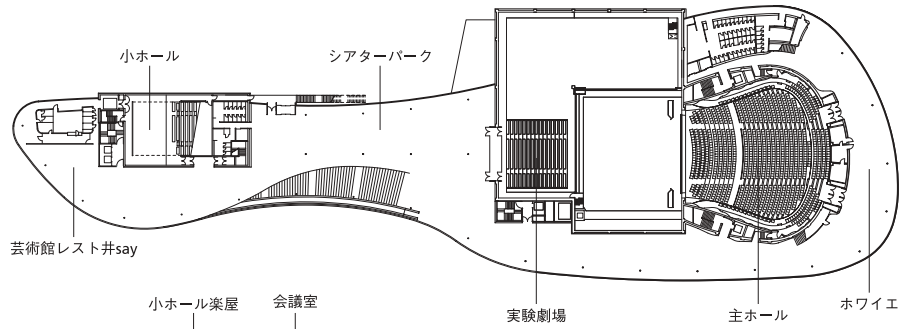 小ホール
シアターパーク
芸術館レスト井say
小ホール楽屋
会議室
実験劇場
主ホール
ホワイエ